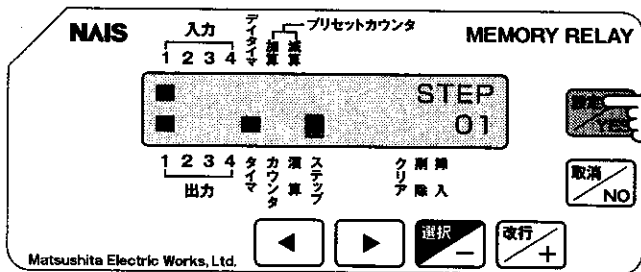 NAIS
入力
デイタイマ
加算
減算
プリセットカウンタ
MEMORY RELAY
1 2 3 4
STEP
01
設定
YES
1 2 3 4
出力
タイマ
カウンタ
演算
ステップ
クリア
削除
挿入
取消
NO
選択
−
改行
+
Matsushita Electric Works, Ltd.